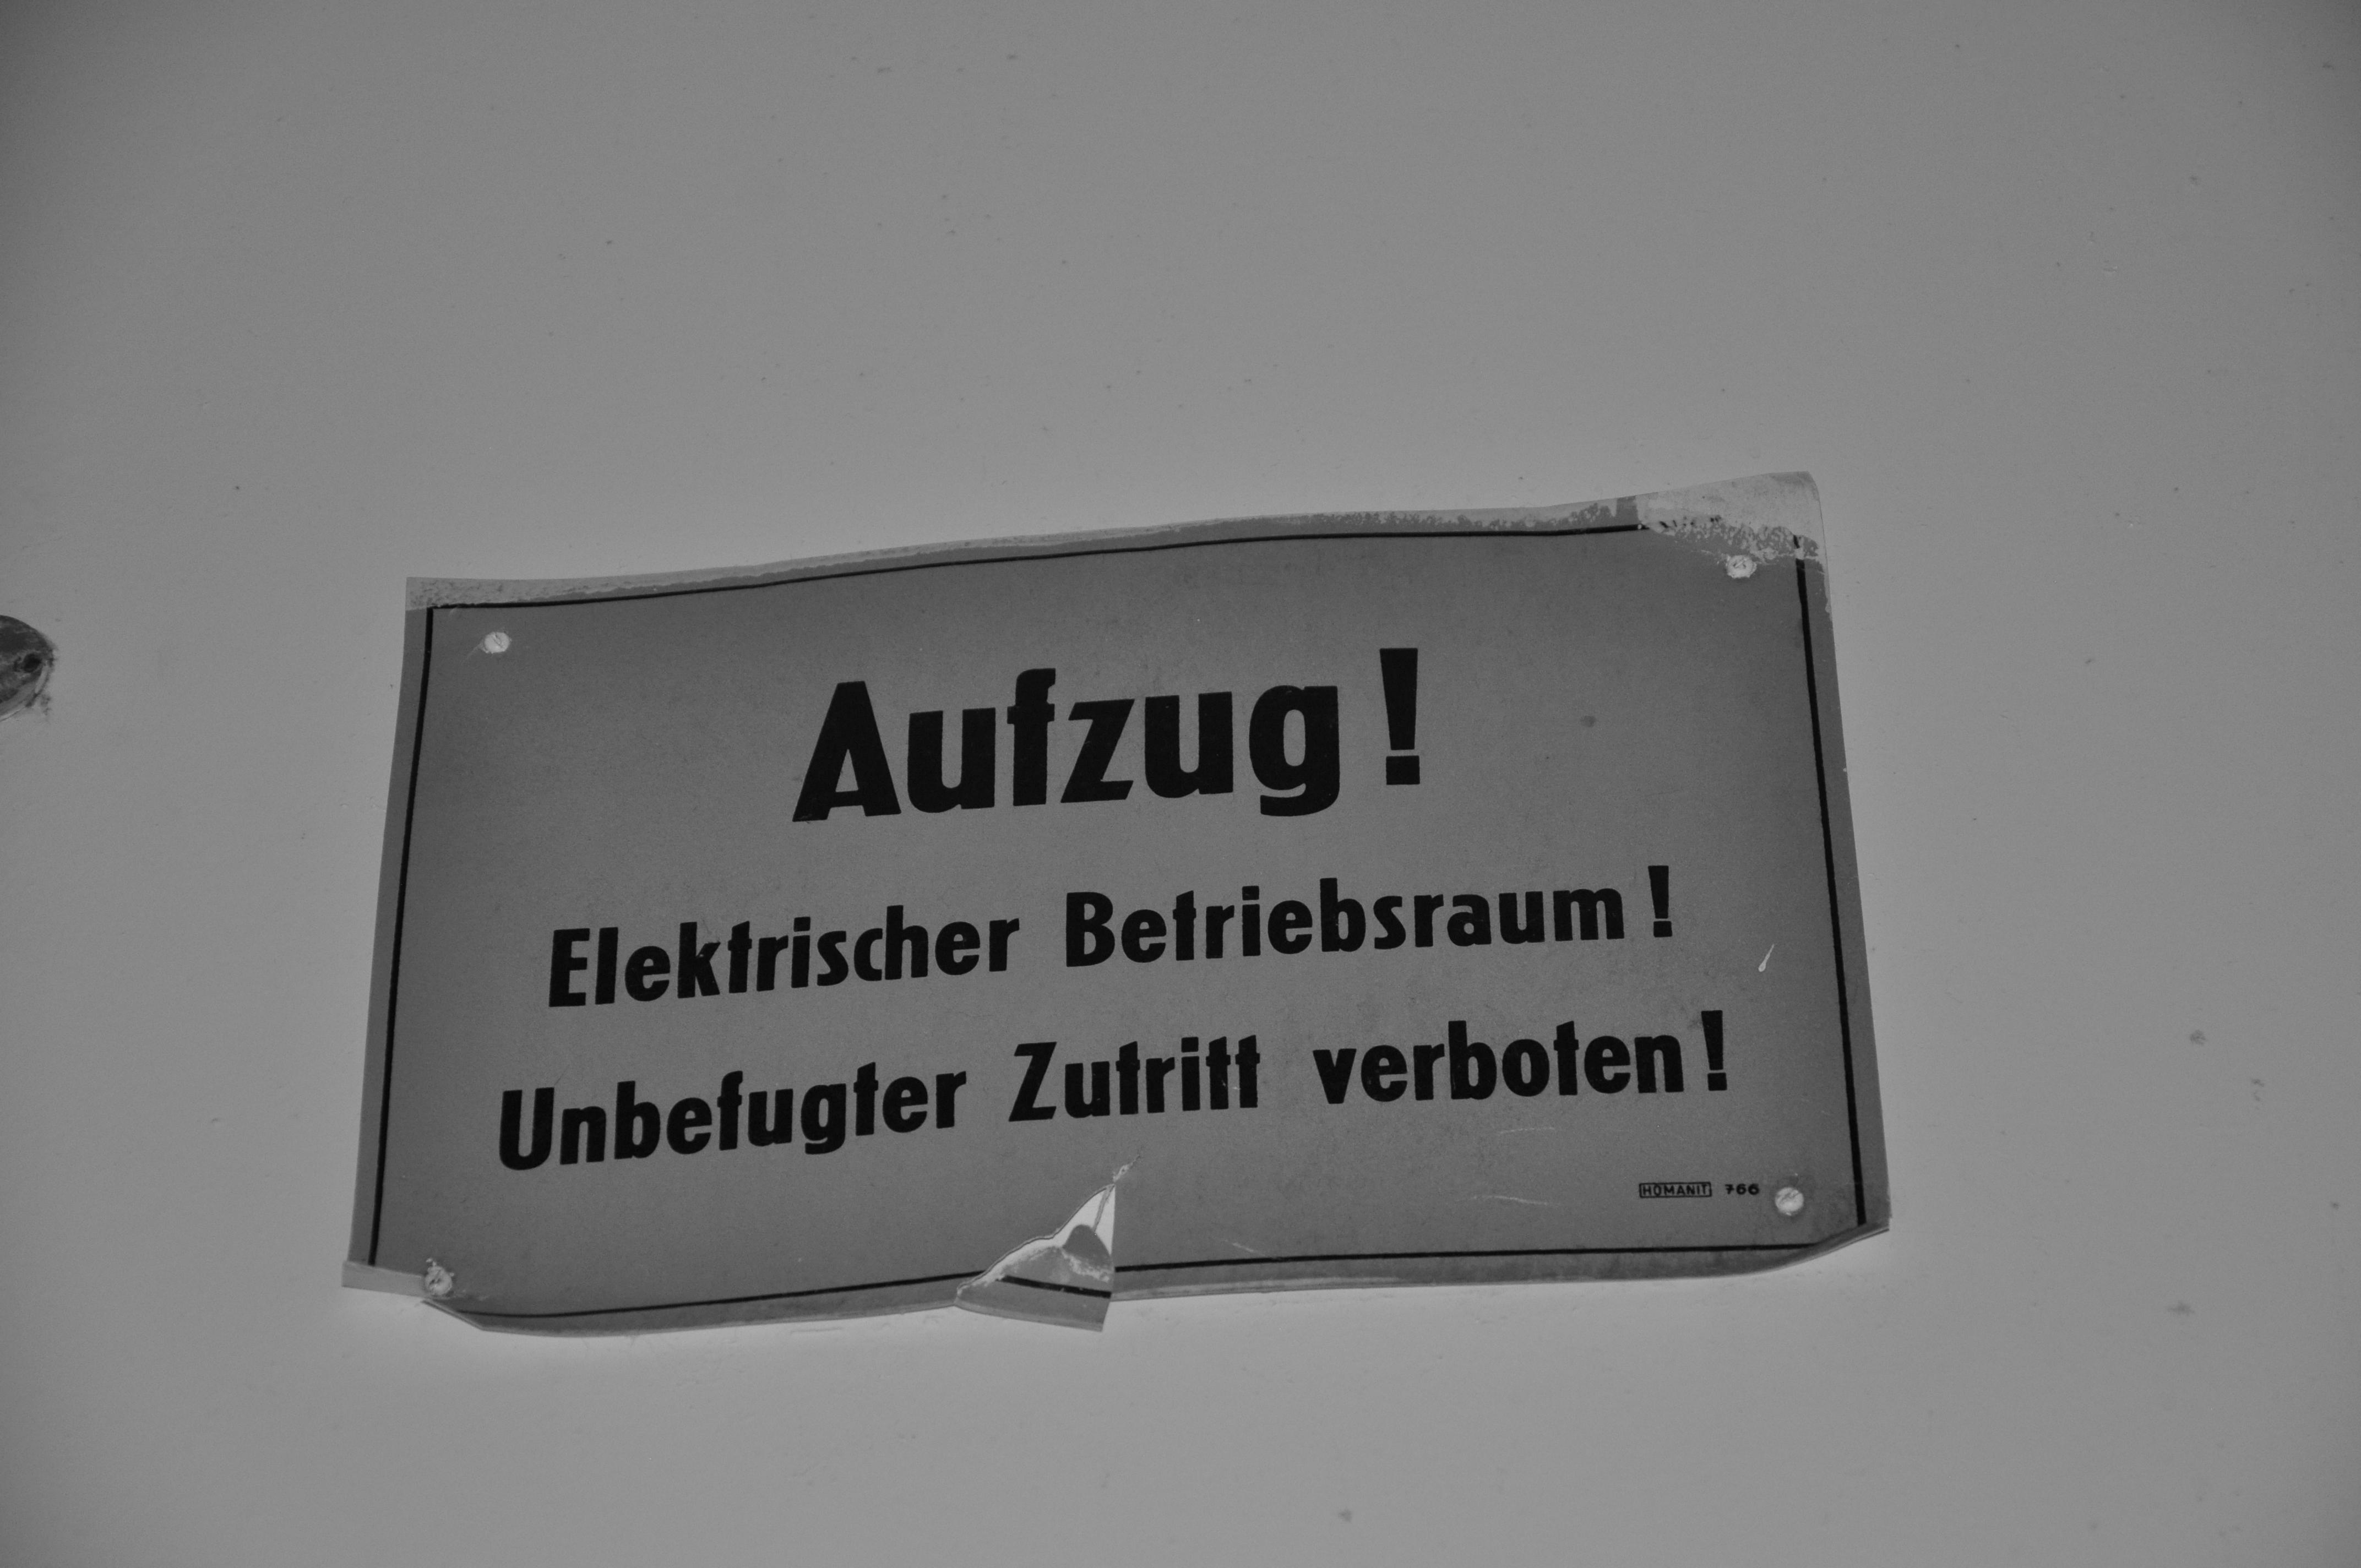 Aufzug!
Elektrischer Betriebsraum!
Unbefugter Zutritt verboten!
HOMANIT 766